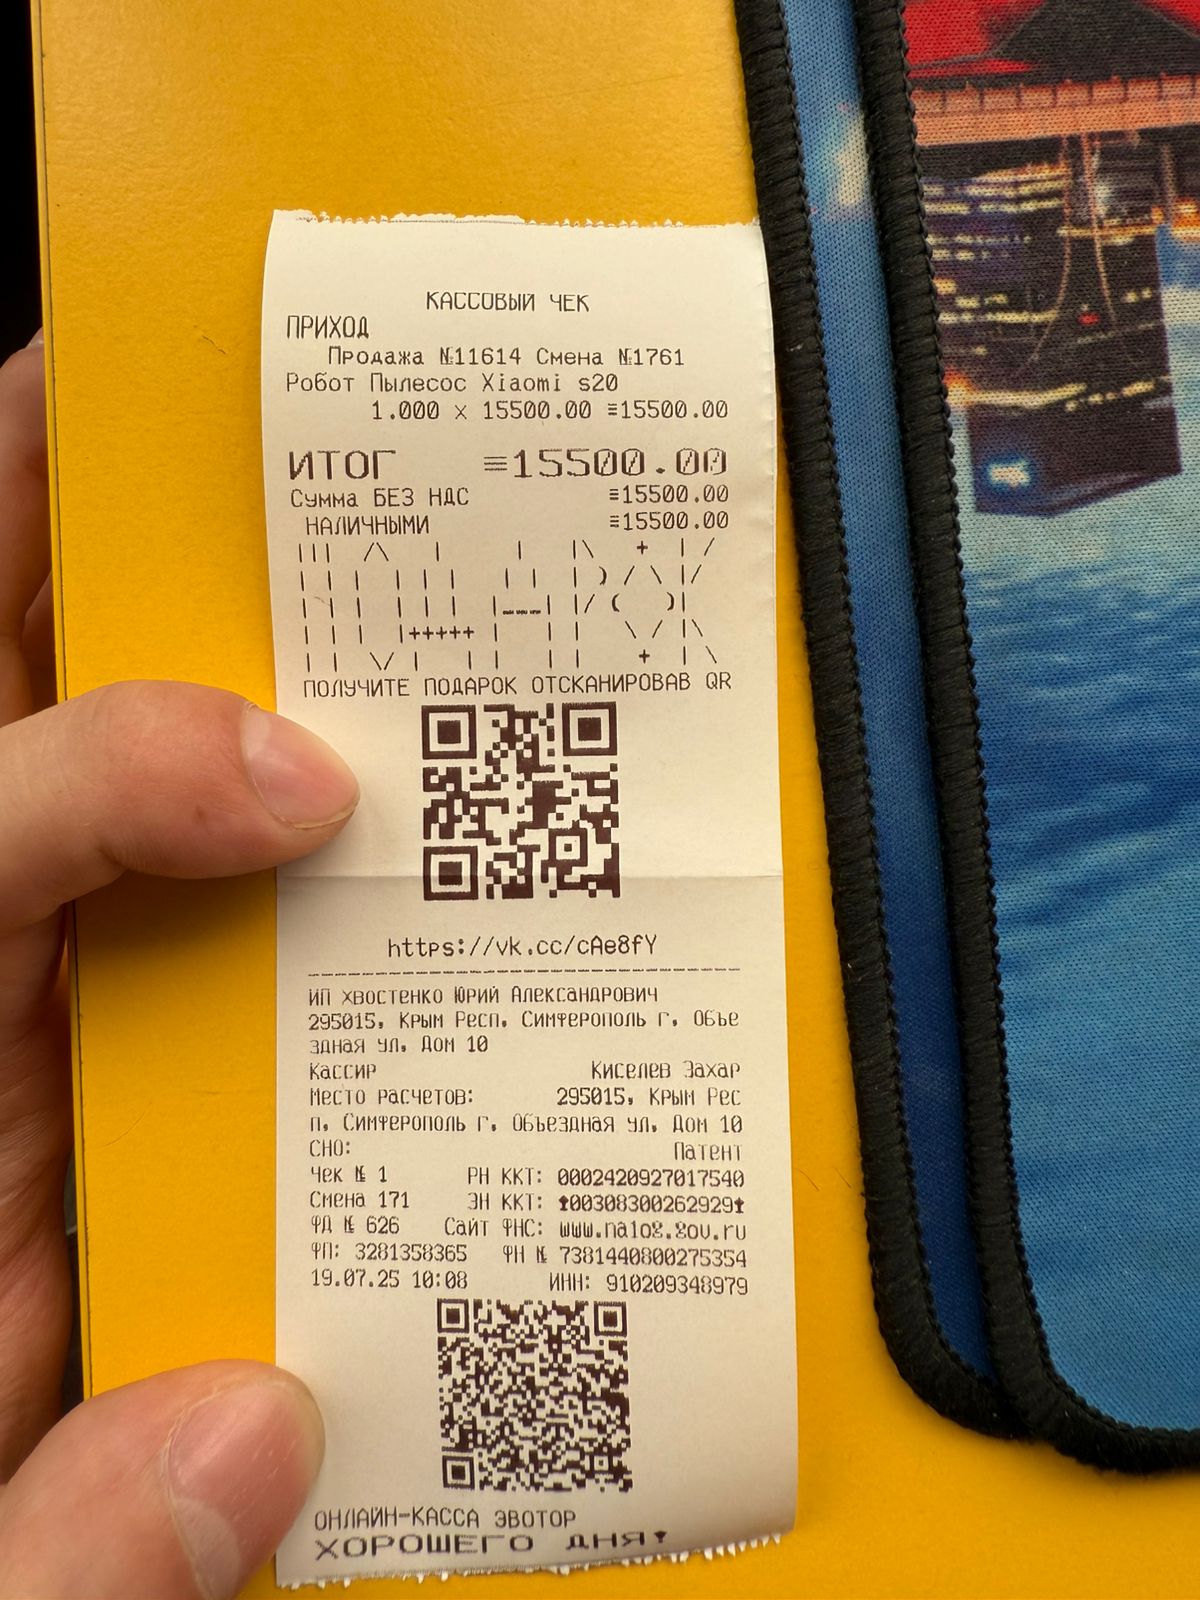 КАССОВЫЙ ЧЕК
ПРИХОД
Продажа №11614 Смена №1761
Робот Пылесос Xiaomi s20
1.000 x 15500.00 ≡15500.00
ИТОГ ≡15500.00
Сумма БЕЗ НДС ≡15500.00
НАЛИЧНЫМИ ≡15500.00
ПОЛУЧИТЕ ПОДАРОК ОТСКАНИРОВАВ QR
https://vk.cc/cAe8fY
ИП ХВОСТЕНКО ЮРИЙ АЛЕКСАНДРОВИЧ
295015, Крым Респ, Симферополь г, Объе
здная ул, Дом 10
Кассир Киселев Захар
Место расчетов: 295015, Крым Рес
п, Симферополь г, Объездная ул, Дом 10
СНО: Патент
Чек № 1 РН ККТ: 0002420927017540
Смена 171 ЗН ККТ: 00308300262929
ФД № 626 Сайт ФНС: www.nalog.gov.ru
ФП: 3281358365 ФН № 7381440800275354
19.07.25 10:08 ИНН: 910209348979
ОНЛАЙН-КАССА ЭВОТОР
ХОРОШЕГО ДНЯ!